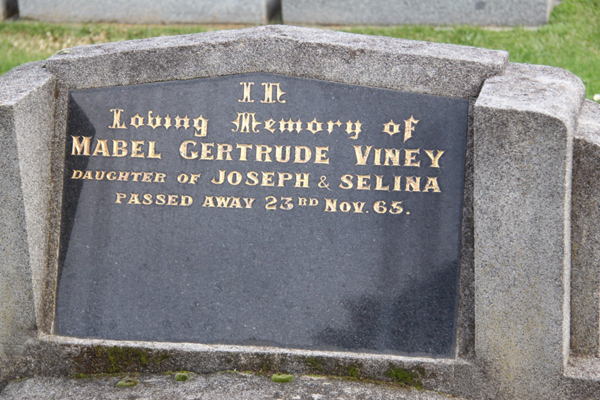 In
Loving Memory of
MABEL GERTRUDE VINEY
DAUGHTER OF JOSEPH & SELINA
PASSED AWAY 23RD NOV. 65.